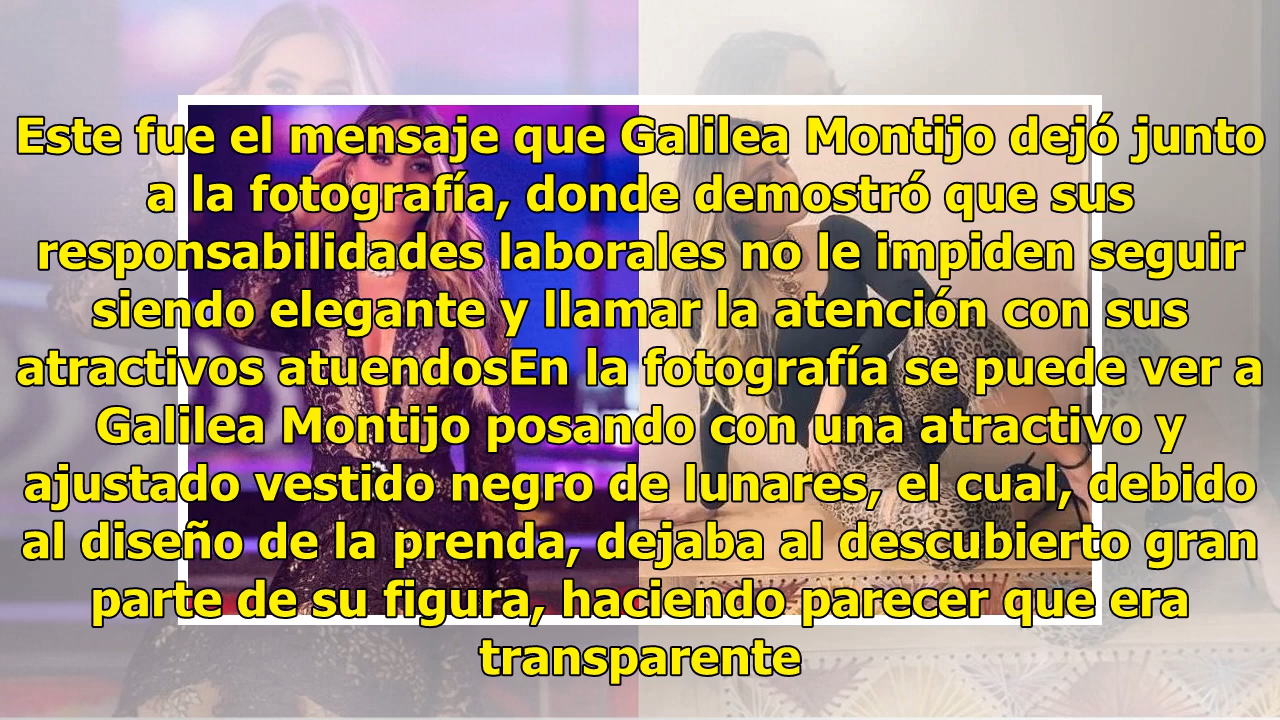 Este fue el mensaje que Galilea Montijo dejó junto
a la fotografía, donde demostró que sus
responsabilidades laborales no le impiden seguir
siendo elegante y llamar la atención con sus
atractivos atuendosEn la fotografía se puede ver a
Galilea Montijo posando con una atractivo y
ajustado vestido negro de lunares, el cual, debido
al diseño de la prenda, dejaba al descubierto gran
parte de su figura, haciendo parecer que era
transparente